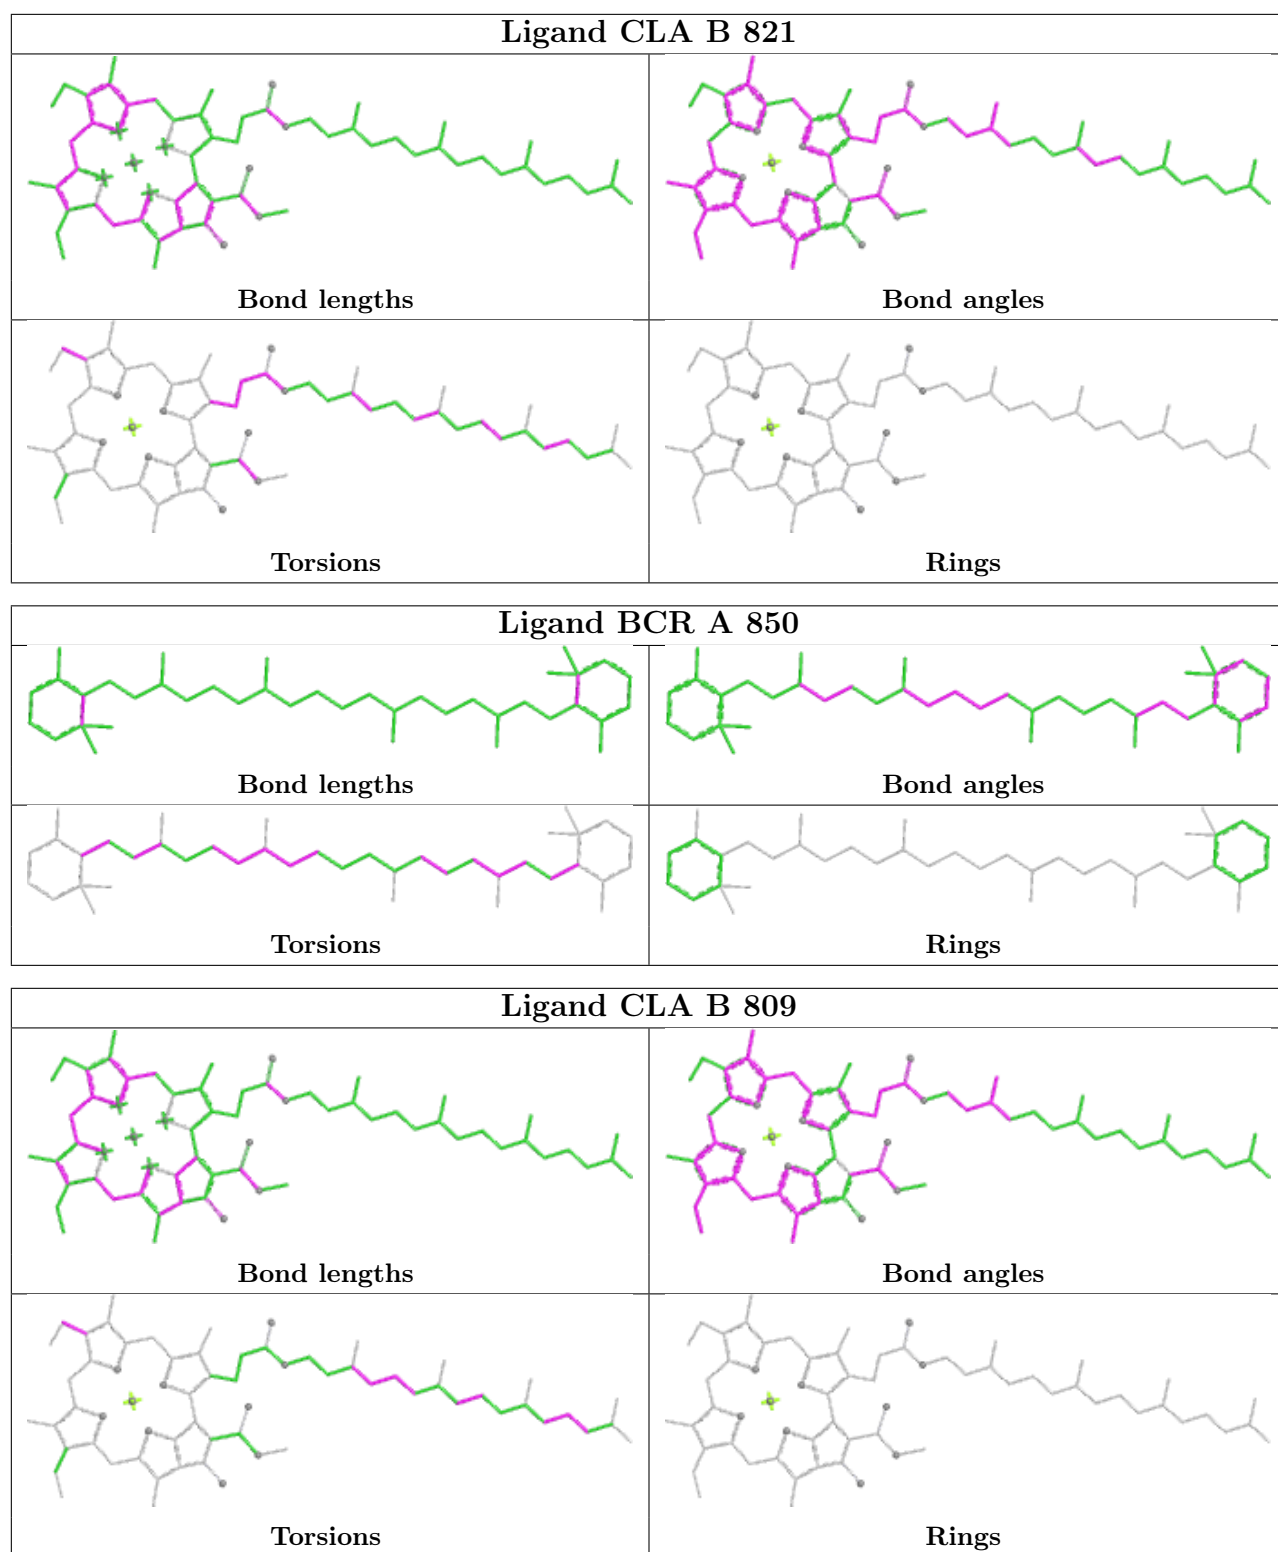 Ligand CLA B 821
Bond lengths
Bond angles
Torsions
Rings
Ligand BCR A 850
Bond lengths
Bond angles
Torsions
Rings
Ligand CLA B 809
Bond lengths
Bond angles
Torsions
Rings